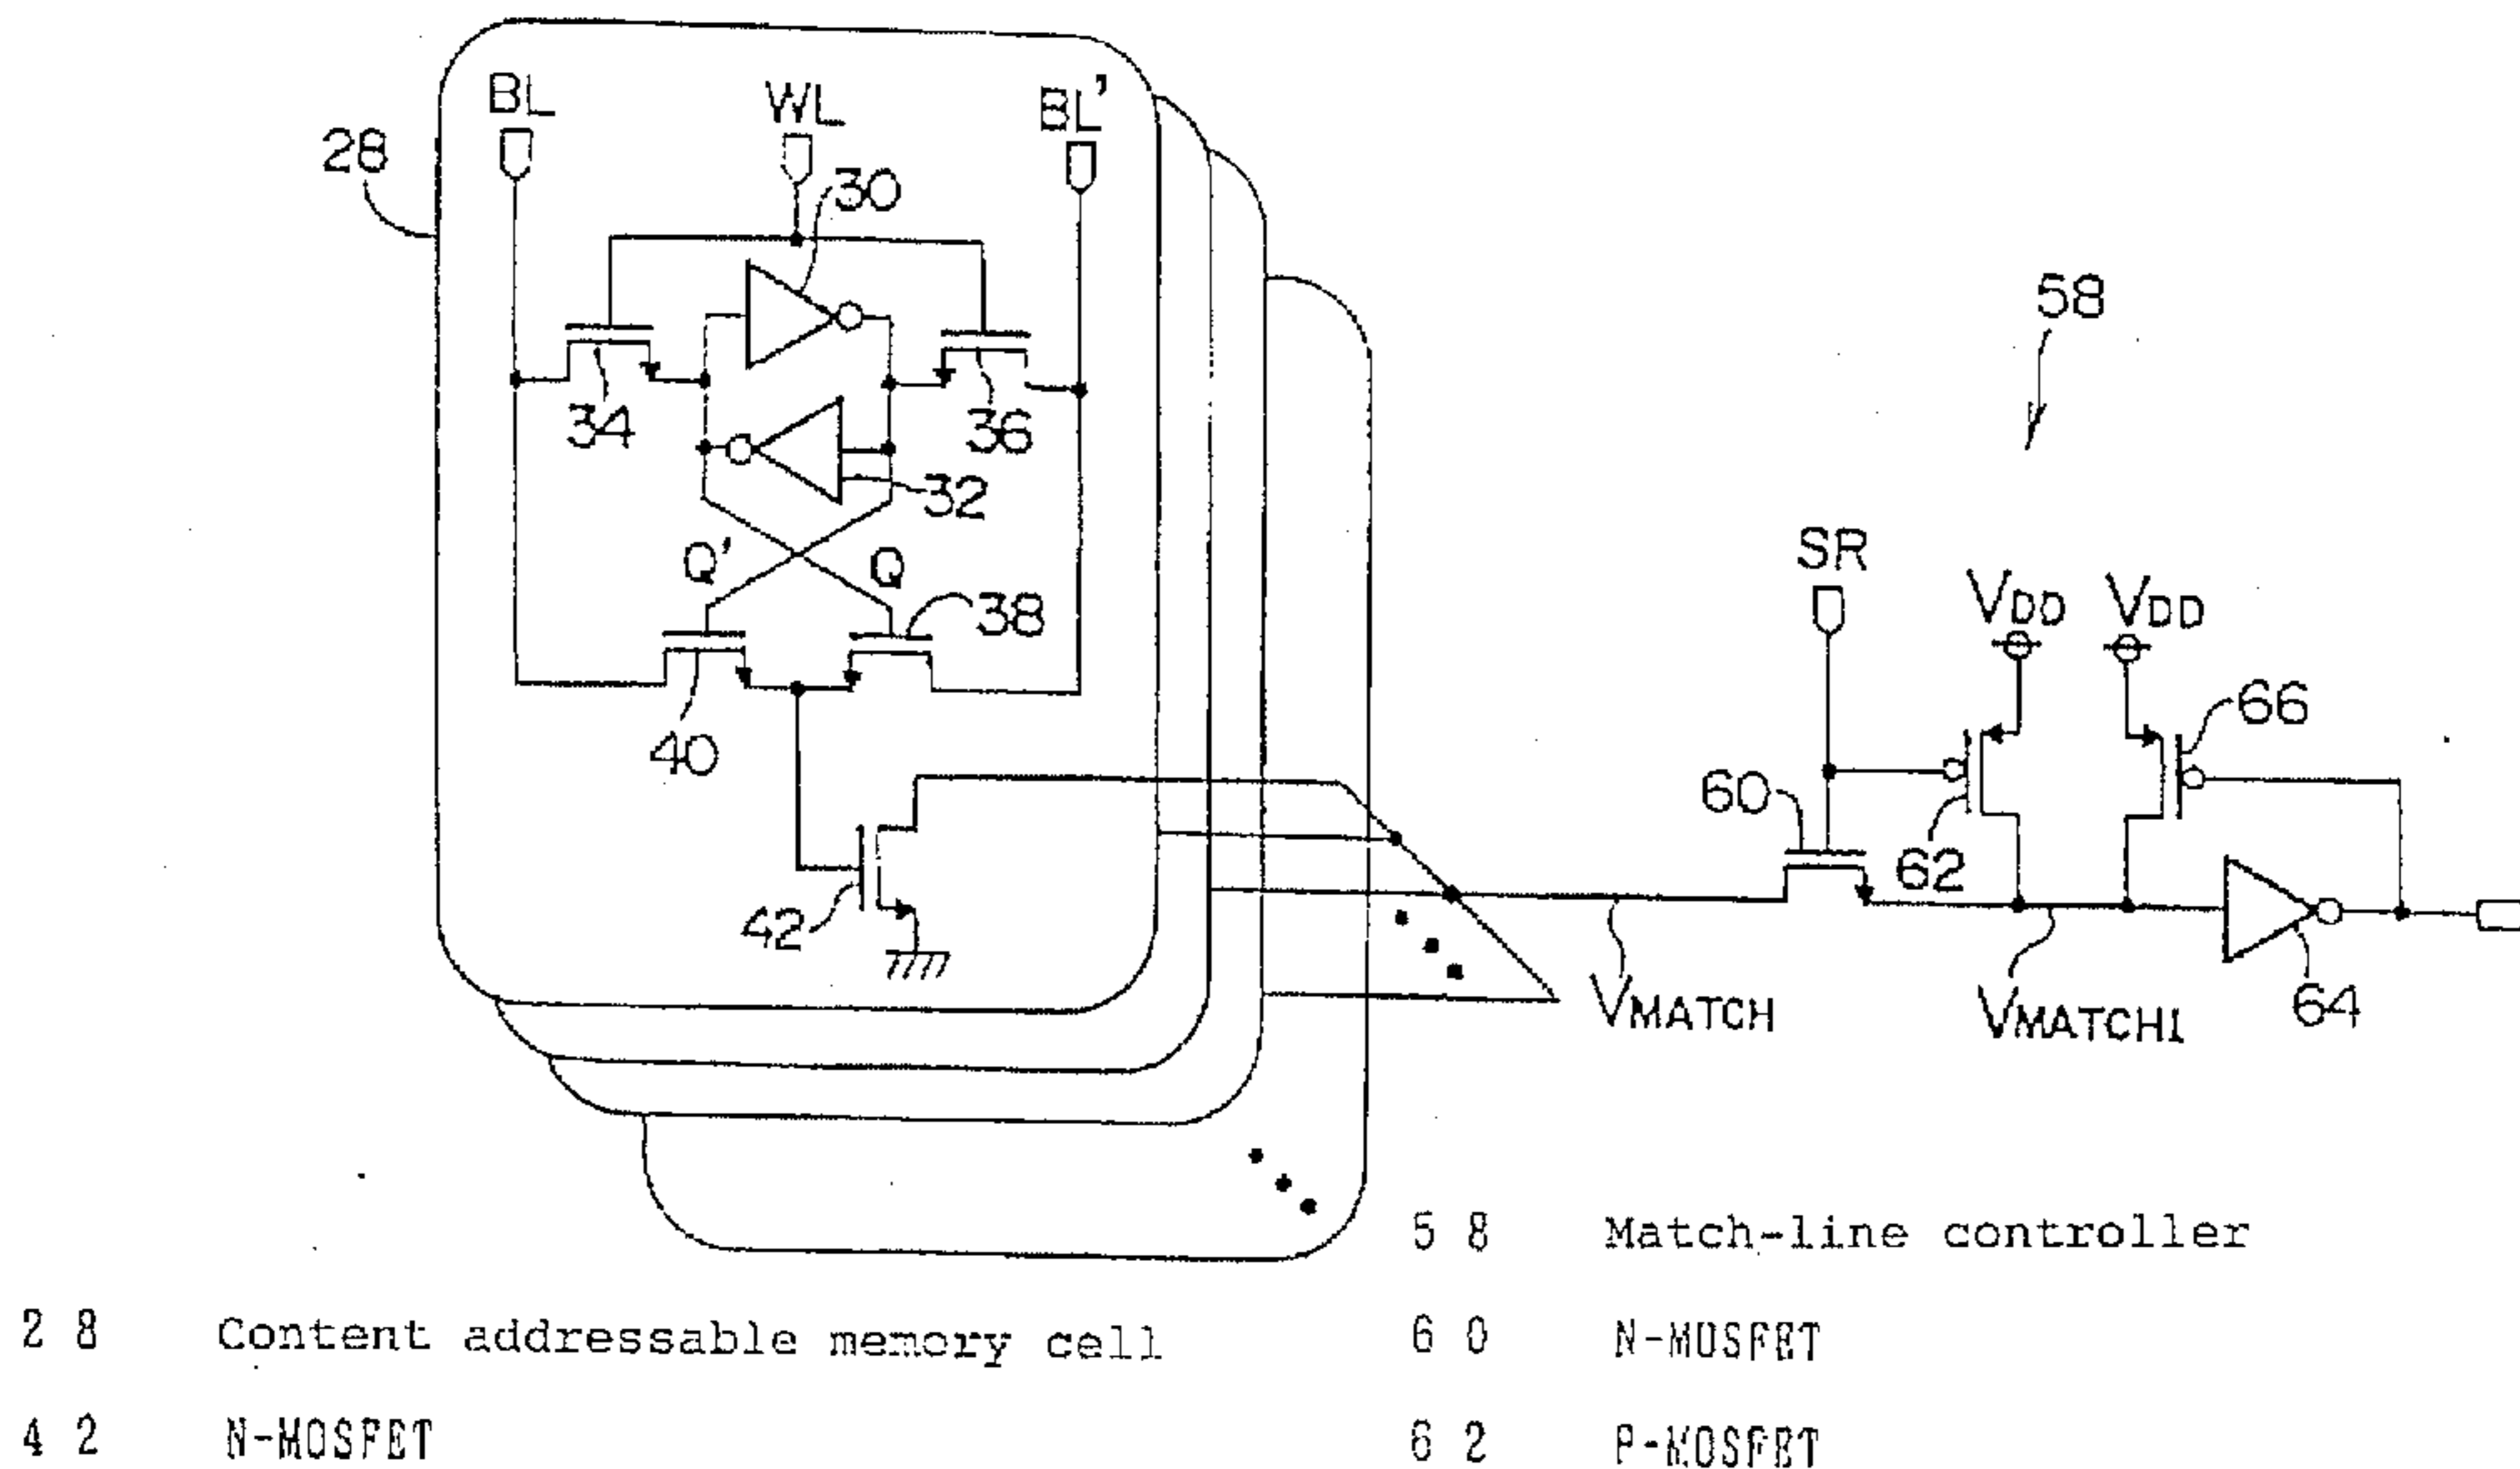 BL WL BL'
28
30
34 36
32
Q' Q
38
40
42
58
SR
VDD VDD
66
60
62
64
VMATCH
VMATCHI
58 Match-line controller
28 Content addressable memory cell
60 N-MOSFET
42 N-MOSFET
62 P-MOSFET